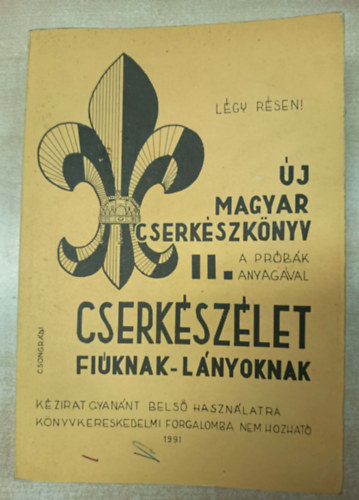 LÉGY RÉSEN!
ÚJ
MAGYAR
CSERKÉSZKÖNYV
II. A PRÓBÁK
ANYAGÁVAL
CSERKÉSZÉLET
FIÚKNAK-LÁNYOKNAK
CSONGRÁDI
KÉZIRAT GYANÁNT BELSŐ HASZNÁLATRA
KÖNYVKERESKEDELMI FORGALOMBA NEM HOZHATÓ
1991